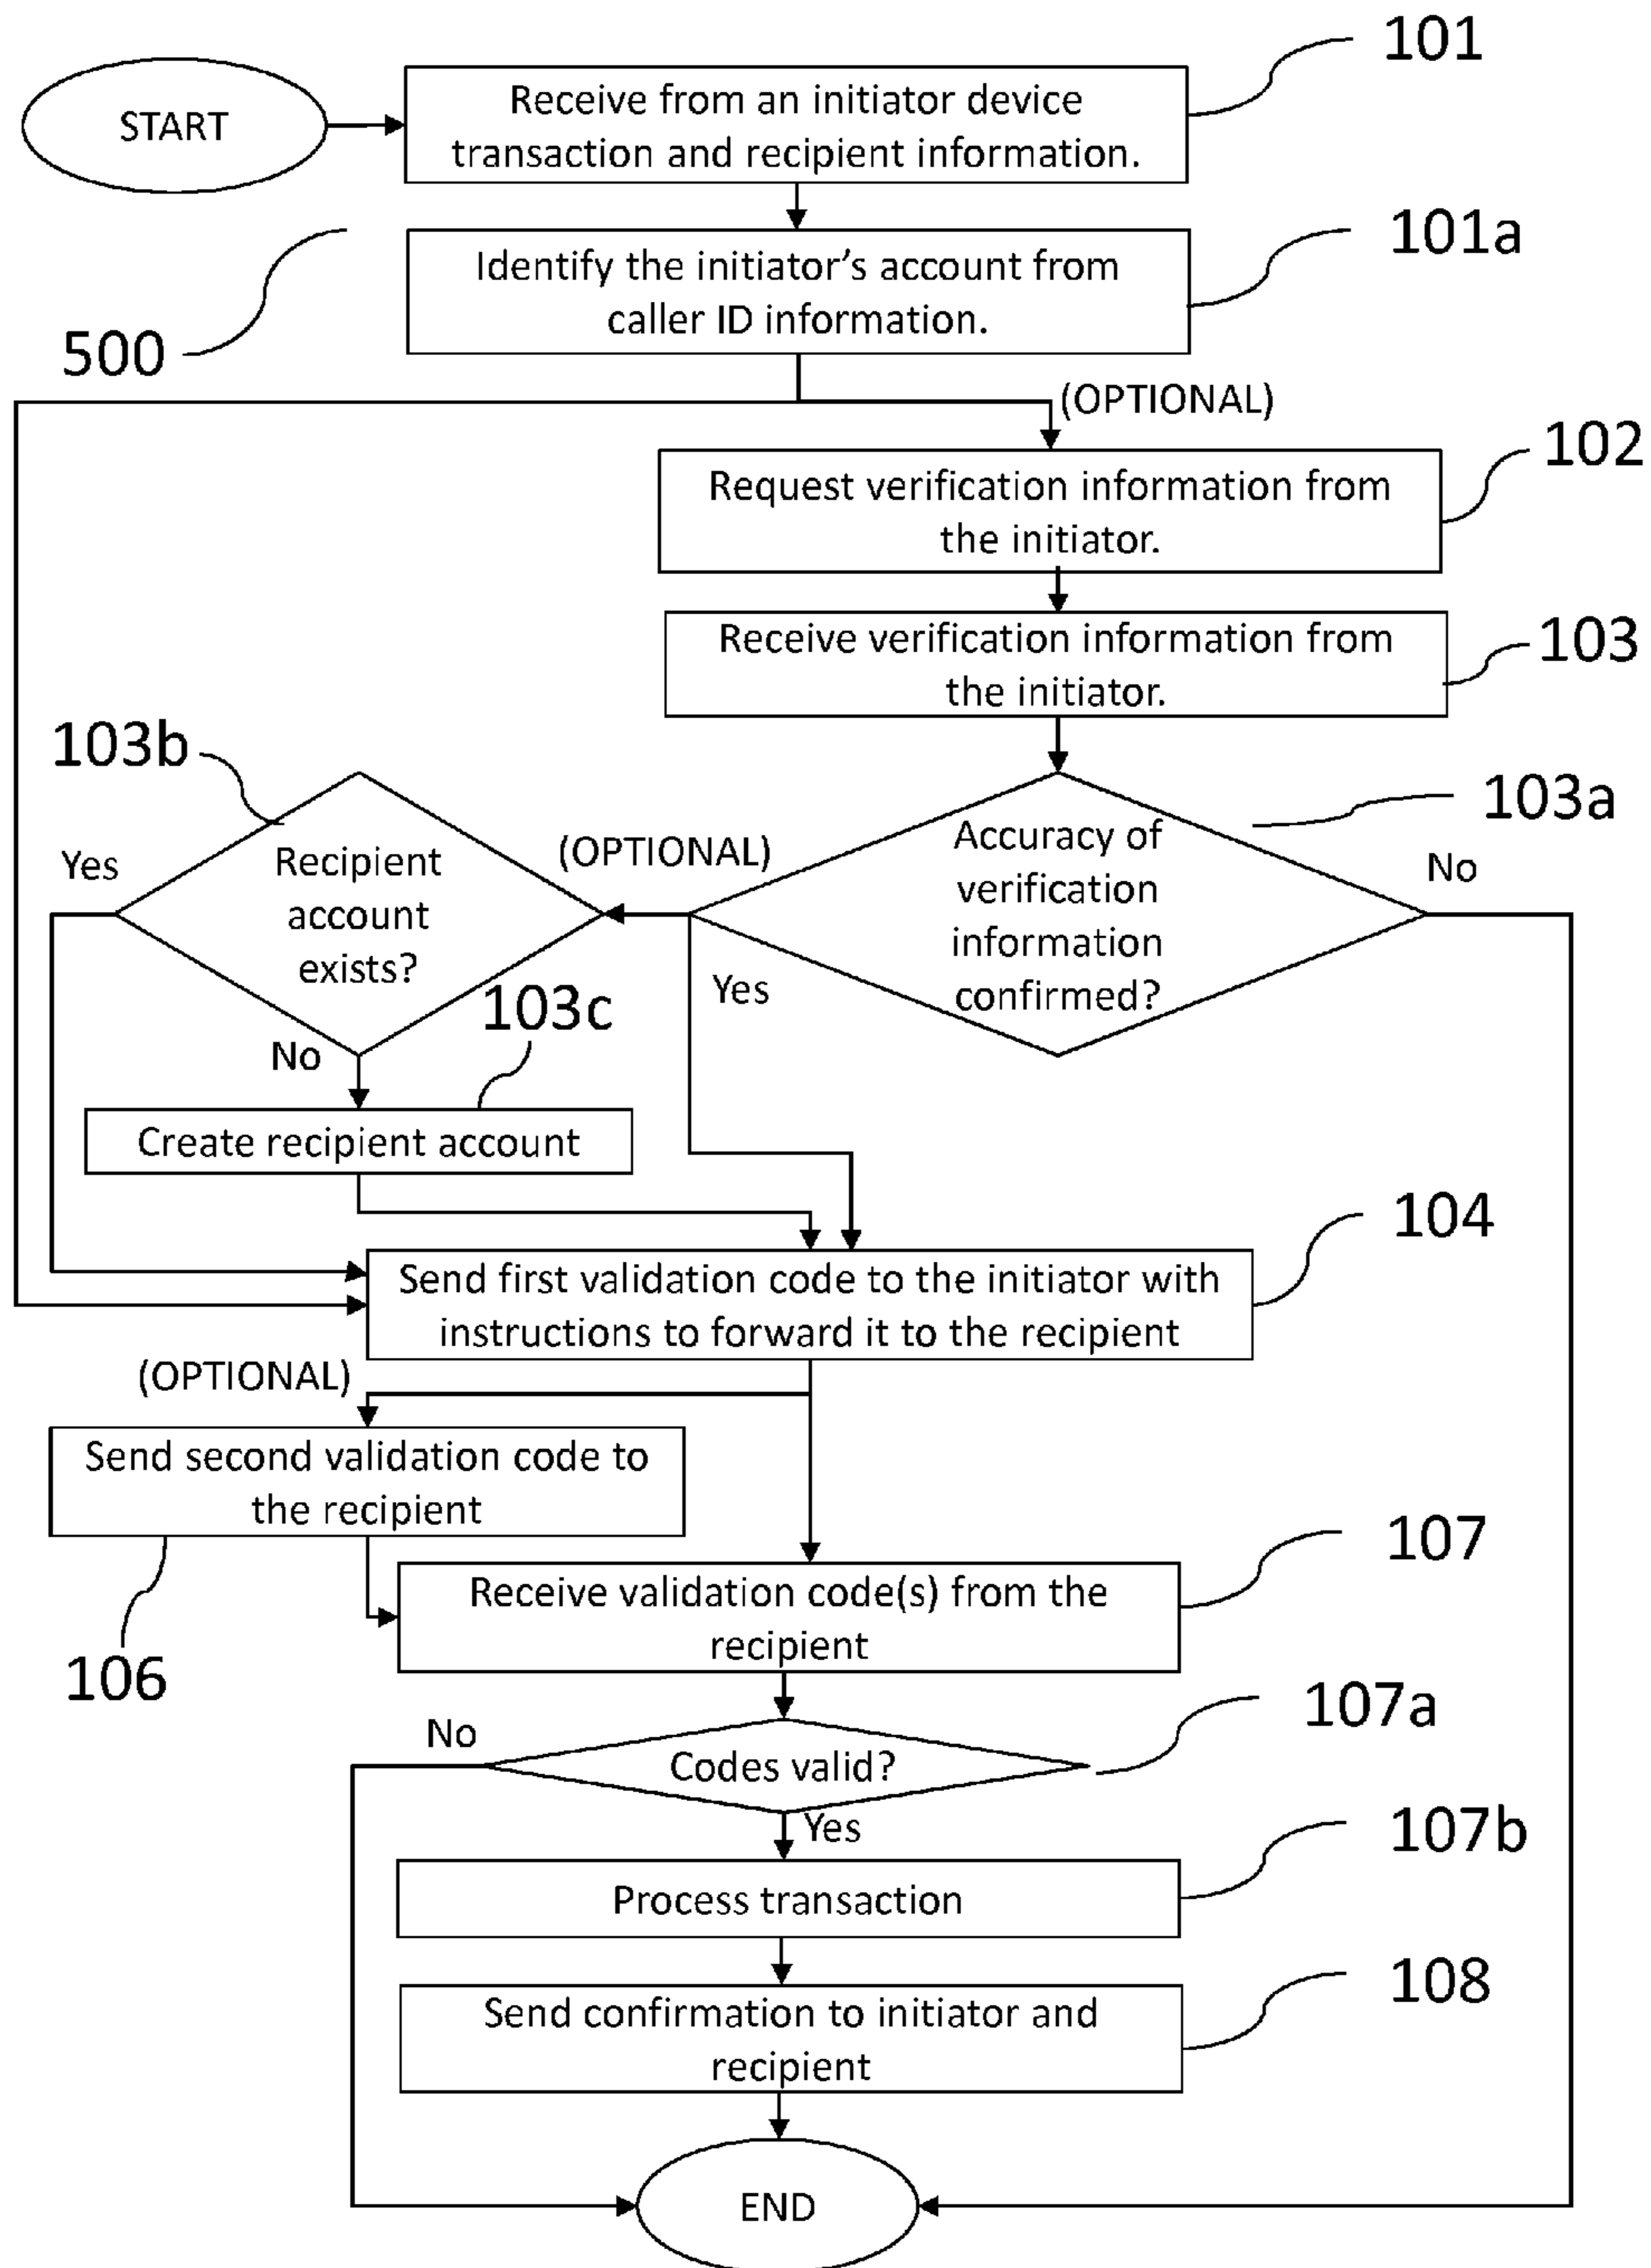 101
START
Receive from an initiator device
transaction and recipient information.
101a
Identify the initiator’s account from
caller ID information.
500
(OPTIONAL)
102
Request verification information from
the initiator.
103
Receive verification information from
the initiator.
103b
103a
Yes
Recipient
account
exists?
(OPTIONAL)
Accuracy of
verification
information
confirmed?
No
Yes
103c
No
Create recipient account
104
Send first validation code to the initiator with
instructions to forward it to the recipient
(OPTIONAL)
Send second validation code to
the recipient
107
Receive validation code(s) from the
recipient
106
107a
No
Codes valid?
Yes
107b
Process transaction
108
Send confirmation to initiator and
recipient
END